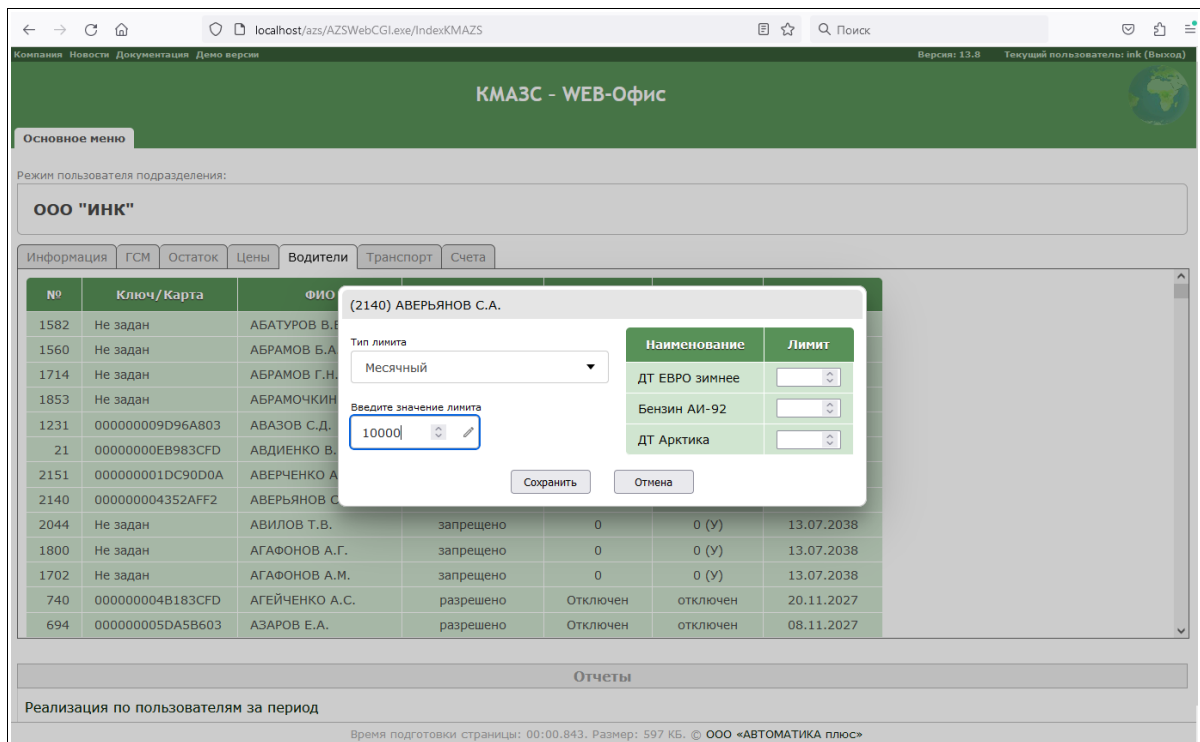 localhost/azs/AZSWebCGI.exe/IndexKMAZS Поиск
Компания Новости Документация Демо версии Версия: 13.8 Текущий пользователь: ink (Выход)
КМАЗС - WEB-Офис
Основное меню
Режим пользователя подразделения:
ООО "ИНК"
Информация ГСМ Остаток Цены Водители Транспорт Счета
№ Ключ/Карта ФИО
1582 Не задан АБАТУРОВ В.
1560 Не задан АБРАМОВ Б.А
1714 Не задан АБРАМОВ Г.Н.
1853 Не задан АБРАМОЧКИН
1231 000000009D96A803 АВАЗОВ С.Д.
21 00000000EB983CFD АВДИЕНКО В.
2151 000000001DC90D0A АВЕРЧЕНКО А
2140 000000004352AFF2 АВЕРЬЯНОВ С
(2140) АВЕРЬЯНОВ С.А.
Тип лимита
Месячный
Введите значение лимита
10000
Наименование Лимит
ДТ ЕВРО зимнее
Бензин АИ-92
ДТ Арктика
Сохранить Отмена
2044 Не задан АВИЛОВ Т.В. запрещено 0 0 (У) 13.07.2038
1800 Не задан АГАФОНОВ А.Г. запрещено 0 0 (У) 13.07.2038
1702 Не задан АГАФОНОВ А.М. запрещено 0 0 (У) 13.07.2038
740 000000004B183CFD АГЕЙЧЕНКО А.С. разрешено Отключен отключен 20.11.2027
694 000000005DA5B603 АЗАРОВ Е.А. разрешено Отключен отключен 08.11.2027
Отчеты
Реализация по пользователям за период
Время подготовки страницы: 00:00.843. Размер: 597 КБ. © ООО «АВТОМАТИКА плюс»